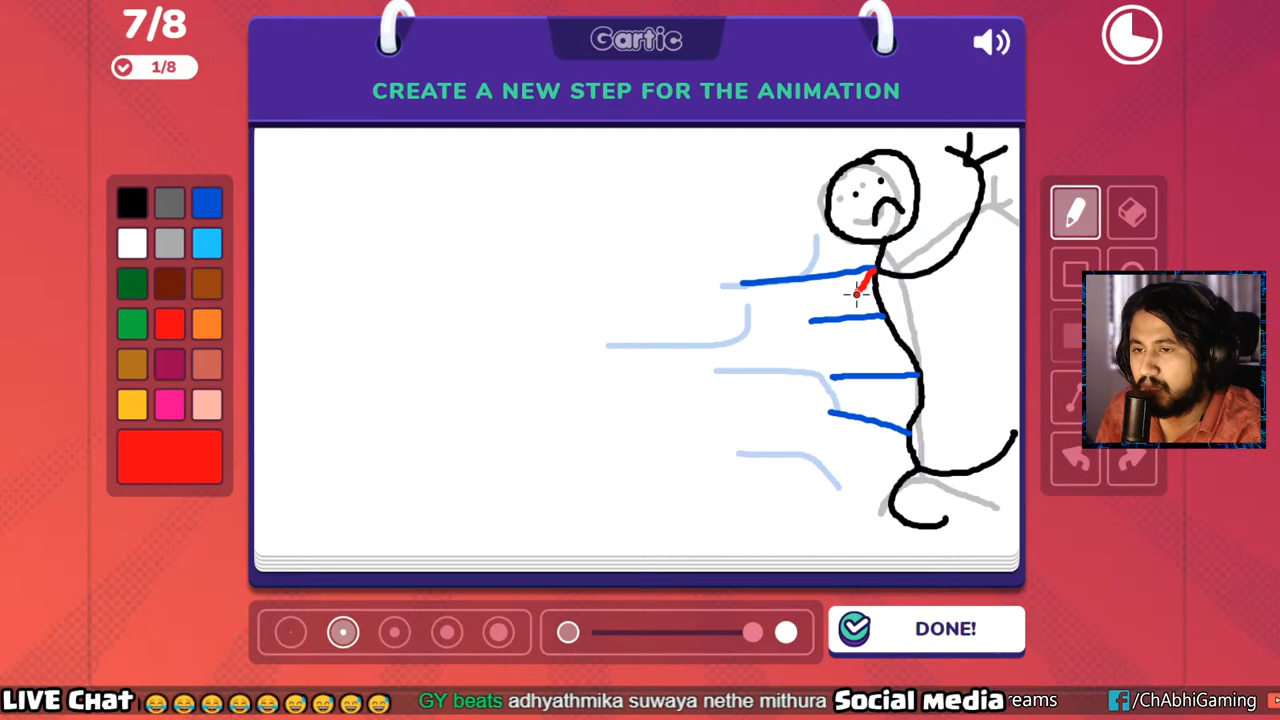 7/8
1/8
Gartic
CREATE A NEW STEP FOR THE ANIMATION
DONE!
LIVE Chat GY beats adhyathmika suwaya nethe mithura Social Media reams /ChAbhiGaming